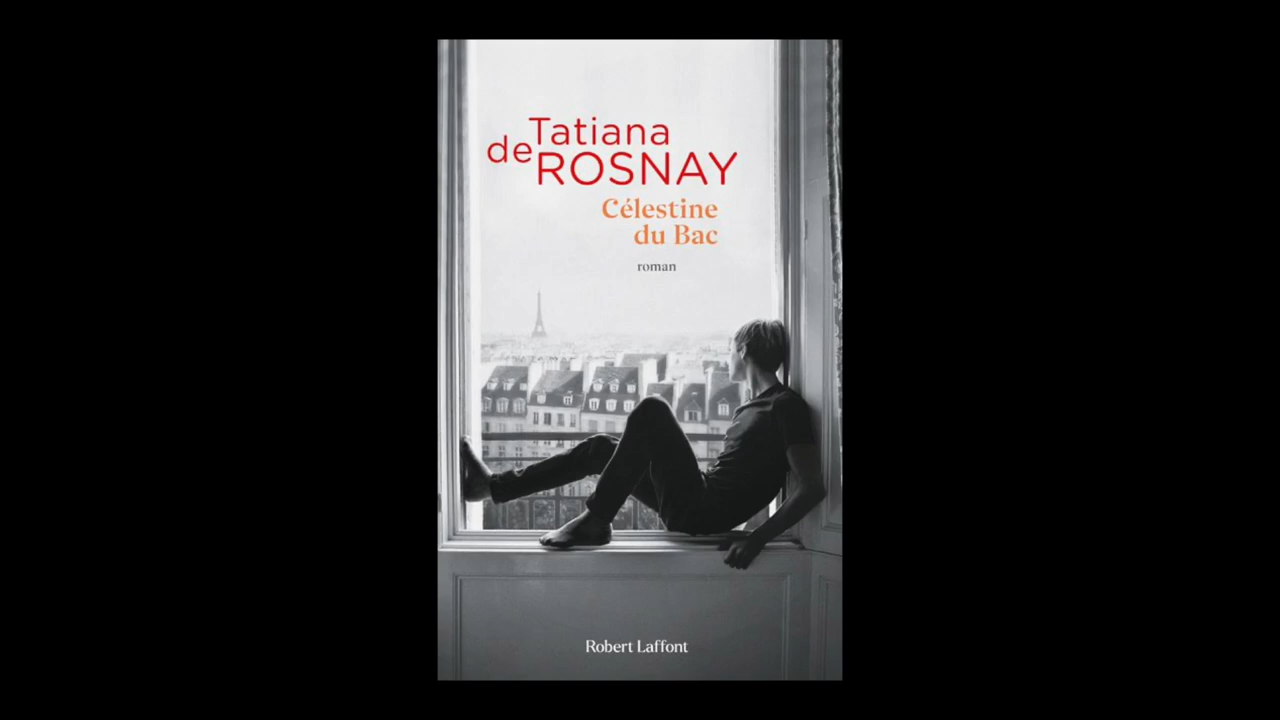 Tatiana
de ROSNAY
Célestine
du Bac
roman
Robert Laffont